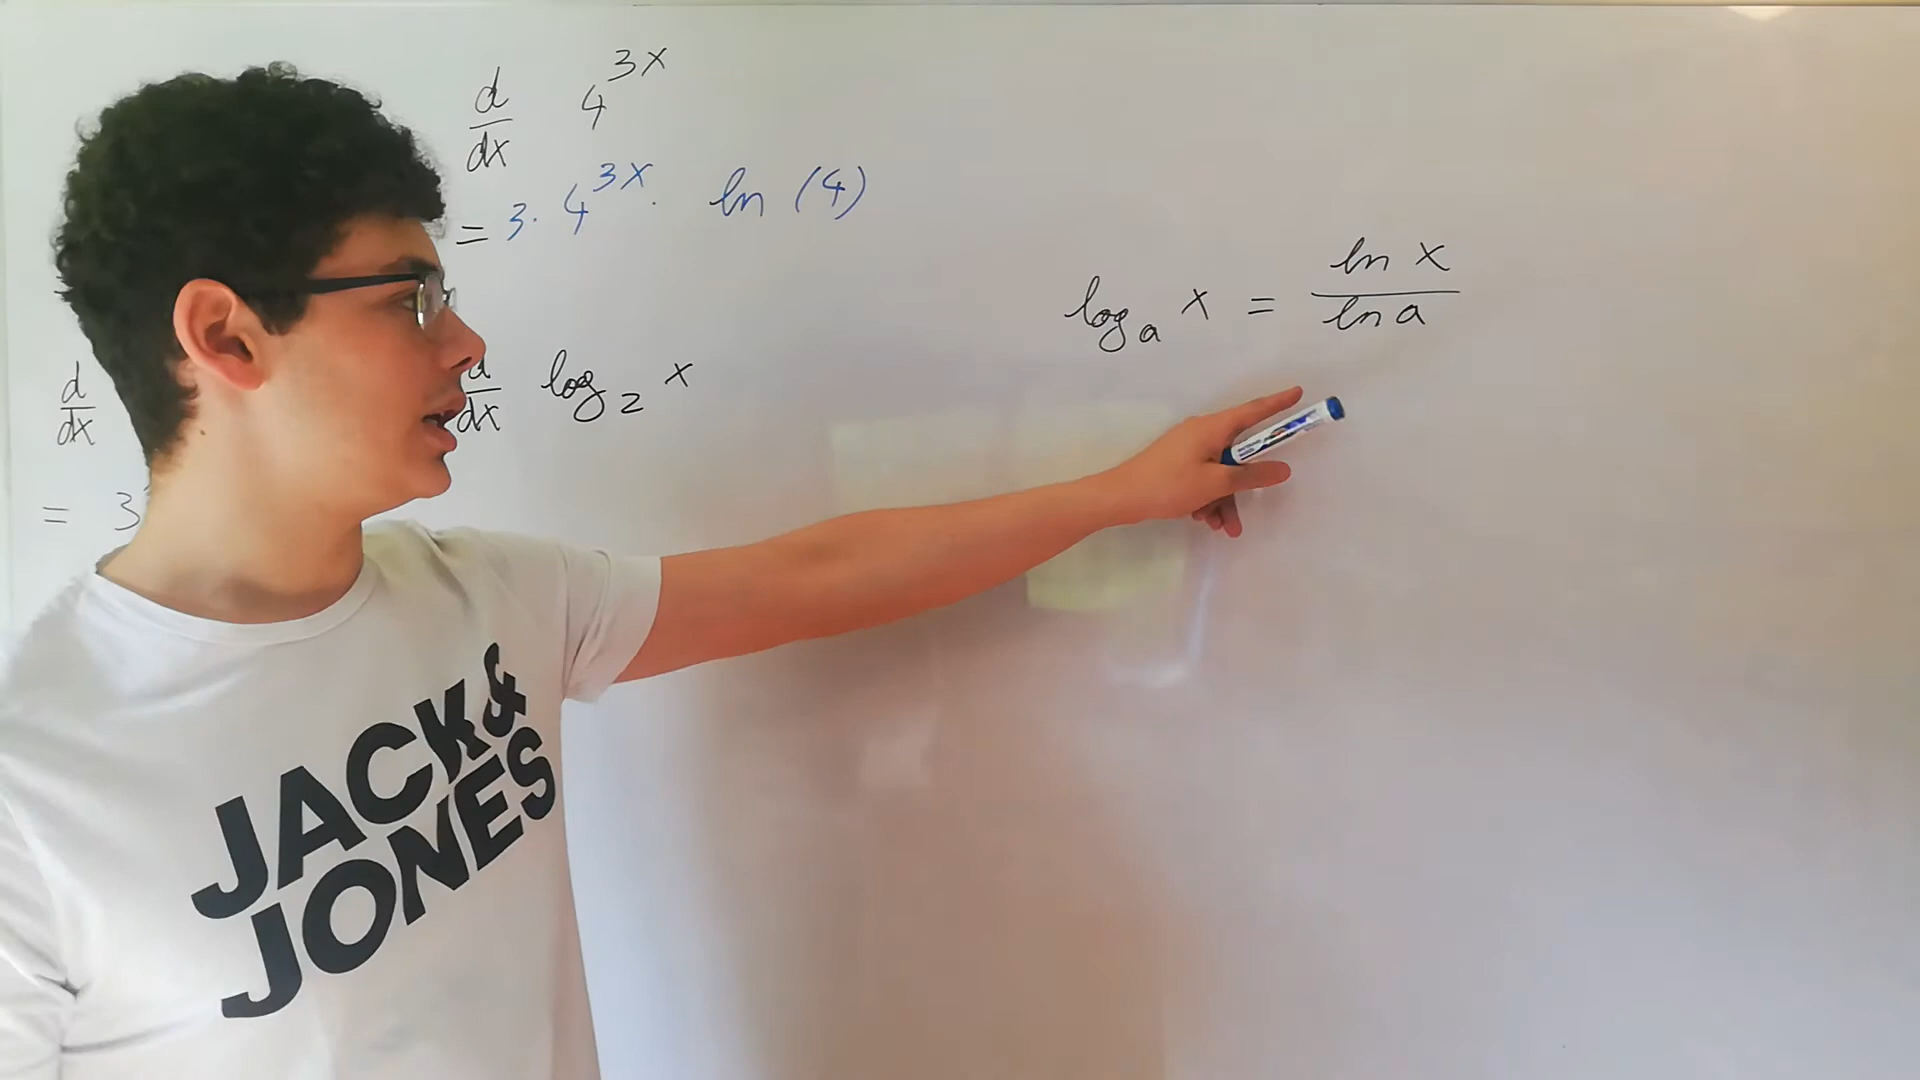 d/dx 4^3x
= 3 · 4^3x · ln (4)
log_a x = ln x / ln a
d/dx
d/dx log_2 x
= 3
JACK&
JONES